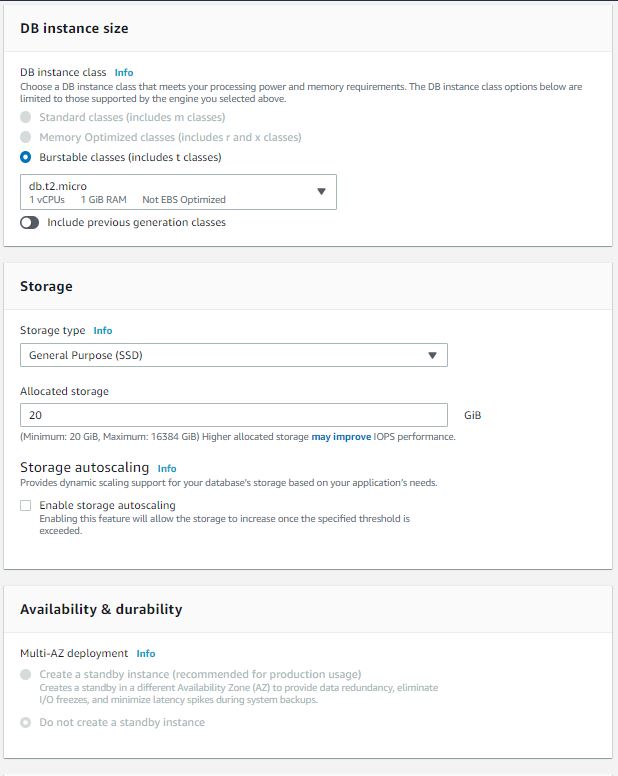 DB instance size
DB instance class Info
Choose a DB instance class that meets your processing power and memory requirements. The DB instance class options below are
limited to those supported by the engine you selected above.
Standard classes (includes m classes)
Memory Optimized classes (includes r and x classes)
Burstable classes (includes t classes)
db.t2.micro
1 vCPUs 1 GiB RAM Not EBS Optimized
Include previous generation classes
Storage
Storage type Info
General Purpose (SSD)
Allocated storage
20 GiB
(Minimum: 20 GiB, Maximum: 16384 GiB) Higher allocated storage may improve IOPS performance.
Storage autoscaling Info
Provides dynamic scaling support for your database's storage based on your application's needs.
Enable storage autoscaling
Enabling this feature will allow the storage to increase once the specified threshold is
exceeded.
Availability & durability
Multi-AZ deployment Info
Create a standby instance (recommended for production usage)
Creates a standby in a different Availability Zone (AZ) to provide data redundancy, eliminate
I/O freezes, and minimize latency spikes during system backups.
Do not create a standby instance